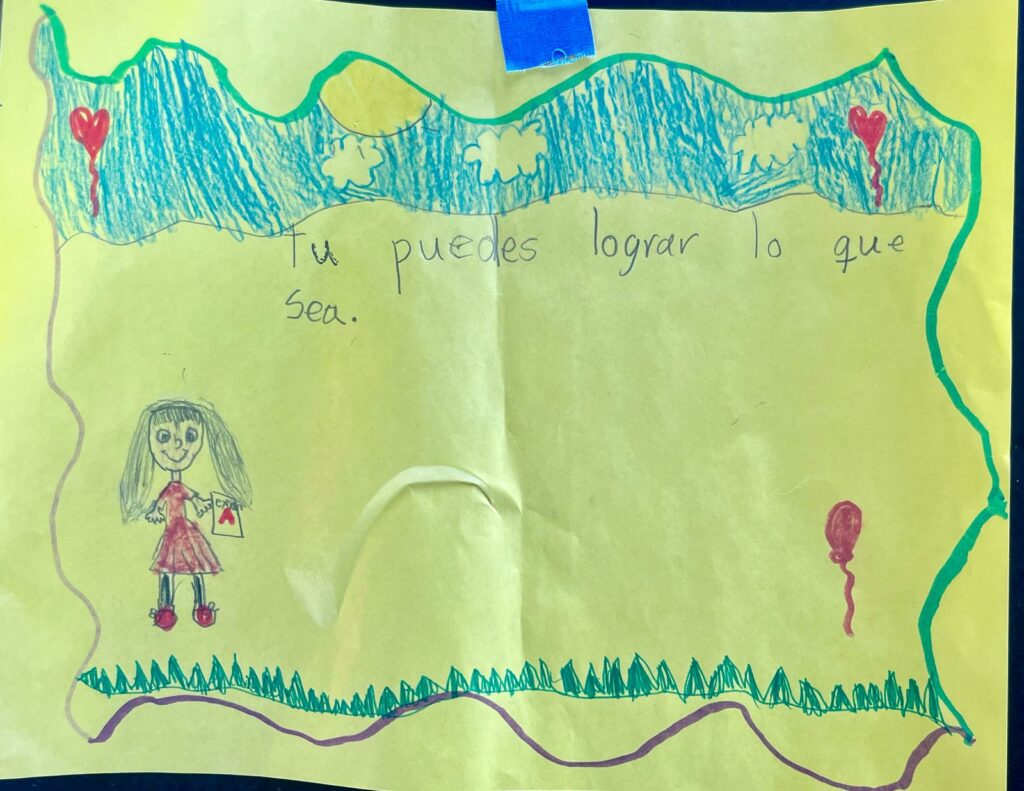 Tu puedes lograr lo que
sea.
A